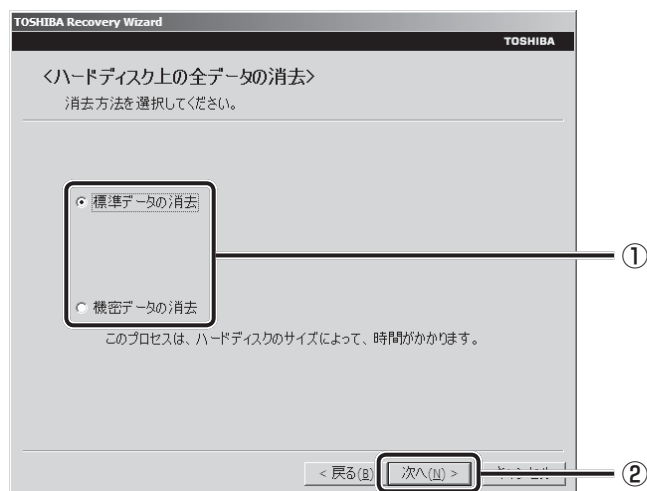 TOSHIBA Recovery Wizard
TOSHIBA
<ハードディスク上の全データの消去>
消去方法を選択してください。
標準データの消去
①
機密データの消去
このプロセスは、ハードディスクのサイズによって、時間がかかります。
< 戻る(B) 次へ(N) > ②